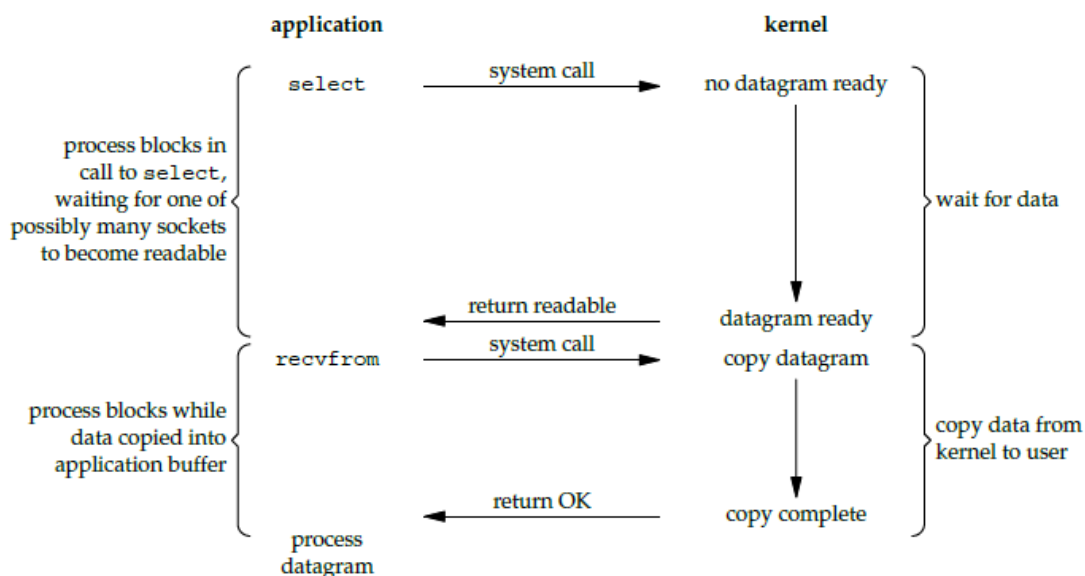 application
kernel
select
system call
no datagram ready
process blocks in
call to select,
waiting for one of
possibly many sockets
to become readable
wait for data
return readable
datagram ready
recvfrom
system call
copy datagram
process blocks while
data copied into
application buffer
copy data from
kernel to user
return OK
copy complete
process
datagram